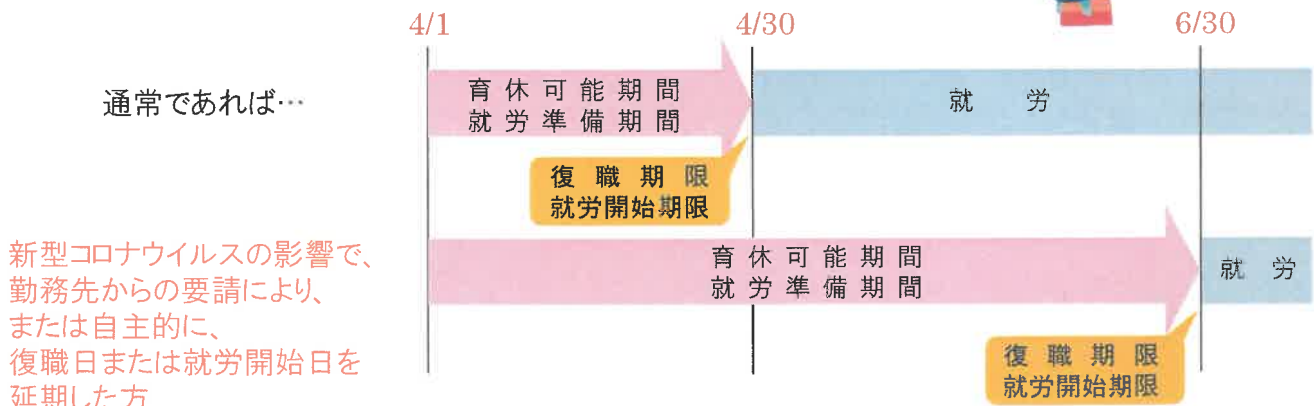 4/1
4/30
6/30
通常であれば…
育休可能期間
就労準備期間
就 労
復職期限
就労開始期限
新型コロナウイルスの影響で、
勤務先からの要請により、
または自主的に、
復職日または就労開始日を
延期した方
育休可能期間
就労準備期間
就 労
復職期限
就労開始期限